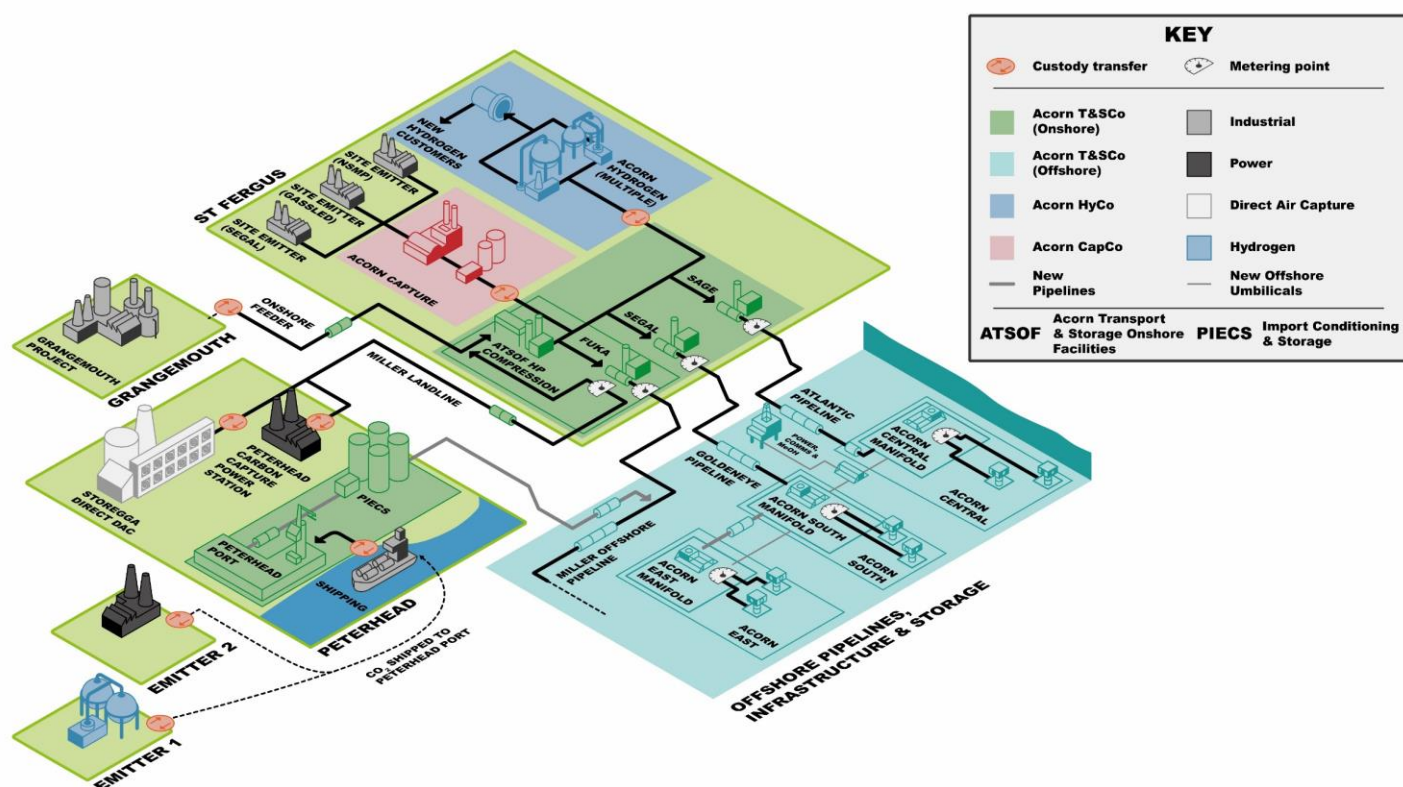 KEY
Custody transfer
Metering point
Acorn T&SCo
(Onshore)
Industrial
Acorn T&SCo
(Offshore)
Power
Acorn HyCo
Direct Air Capture
Acorn CapCo
Hydrogen
New
Pipelines
New Offshore
Umbilicals
ATSOF
Acorn Transport
& Storage Onshore
Facilities
PIECS
Import Conditioning
& Storage
ST FERGUS
NEW
HYDROGEN
CUSTOMERS
ACORN
HYDROGEN
(MULTIPLE)
SITE EMITTER
(NSMP)
SITE EMITTER
(GASSLED)
SITE EMITTER
(SEGAL)
ACORN CAPTURE
SAGE
SEGAL
FUKA
ATSOF HP
COMPRESSION
ONSHORE
FEEDER
GRANGEMOUTH
PROJECT
GRANGEMOUTH
MILLER LANDLINE
STOREGGA
DIRECT DAC
PETERHEAD
CARBON
CAPTURE
POWER
STATION
PIECS
PETERHEAD
PORT
SHIPPING
PETERHEAD
EMITTER 2
EMITTER 1
CO2 SHIPPED TO
PETERHEAD PORT
ATLANTIC
PIPELINE
POWER,
COMMS &
MeOH
GOLDENEYE
PIPELINE
MILLER OFFSHORE
PIPELINE
ACORN
CENTRAL
MANIFOLD
ACORN
CENTRAL
ACORN SOUTH
MANIFOLD
ACORN
SOUTH
ACORN
EAST
MANIFOLD
ACORN
EAST
OFFSHORE PIPELINES,
INFRASTRUCTURE & STORAGE